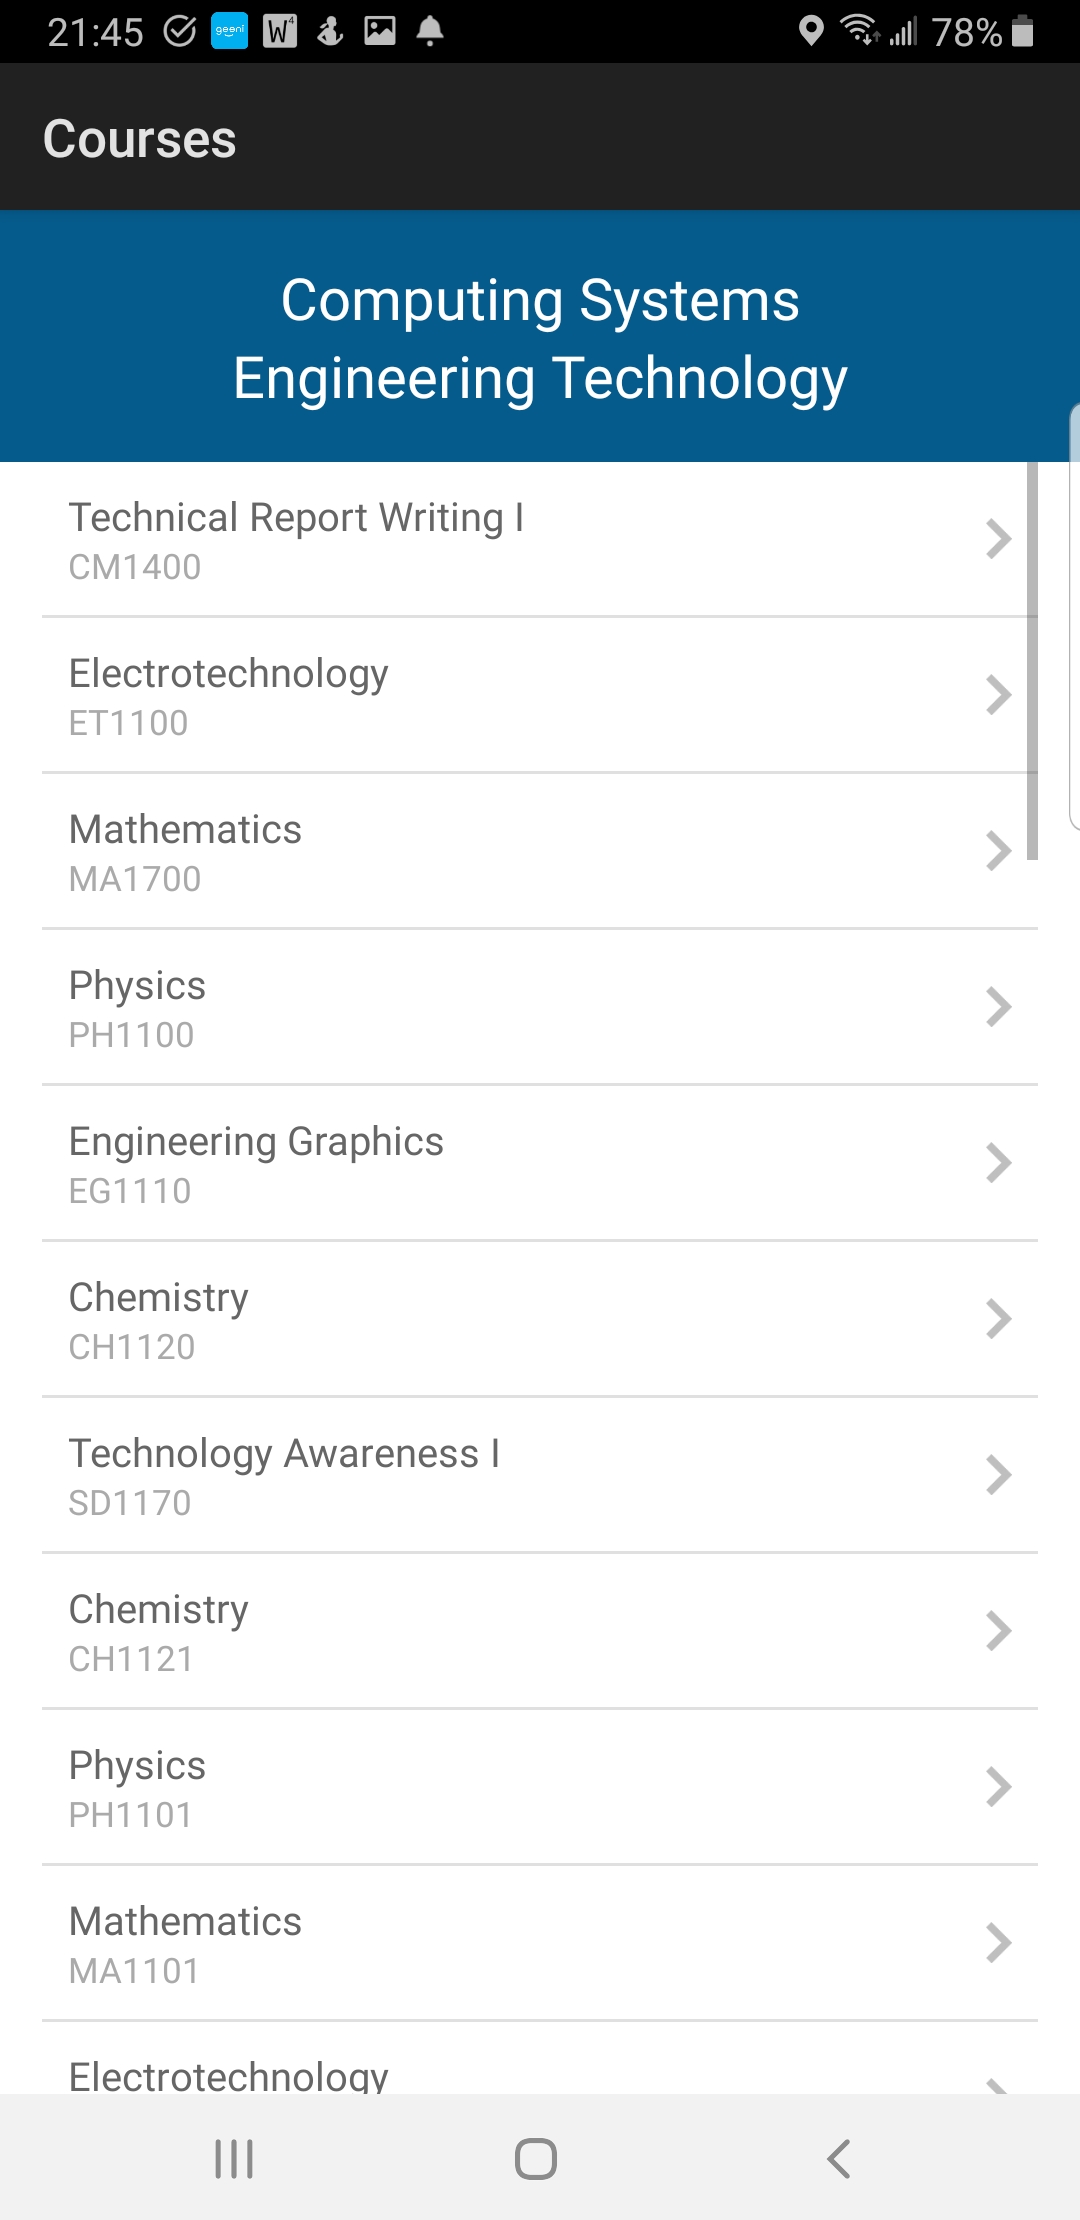 21:45 geeni W 4 78%
Courses
Computing Systems
Engineering Technology
Technical Report Writing I
CM1400
Electrotechnology
ET1100
Mathematics
MA1700
Physics
PH1100
Engineering Graphics
EG1110
Chemistry
CH1120
Technology Awareness I
SD1170
Chemistry
CH1121
Physics
PH1101
Mathematics
MA1101
Electrotechnology